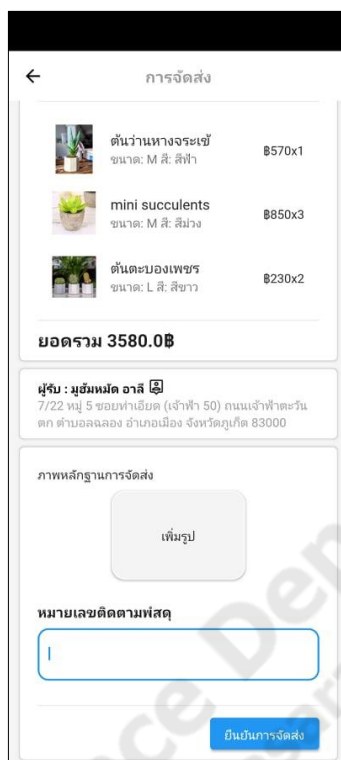 การจัดส่ง
ต้นว่านหางจระเข้
ขนาด: M สี: สีฟ้า
฿570x1
mini succulents
ขนาด: M สี: สีม่วง
฿850x3
ต้นตะบองเพชร
ขนาด: L สี: สีขาว
฿230x2
ยอดรวม 3580.0฿
ผู้รับ : มูฮัมหมัด อาลี
7/22 หมู่ 5 ซอยท่าเอียด (เจ้าฟ้า 50) ถนนเจ้าฟ้าตะวัน
ตก ตำบลฉลอง อำเภอเมือง จังหวัดภูเก็ต 83000
ภาพหลักฐานการจัดส่ง
เพิ่มรูป
หมายเลขติดตามพัสดุ
ยืนยันการจัดส่ง